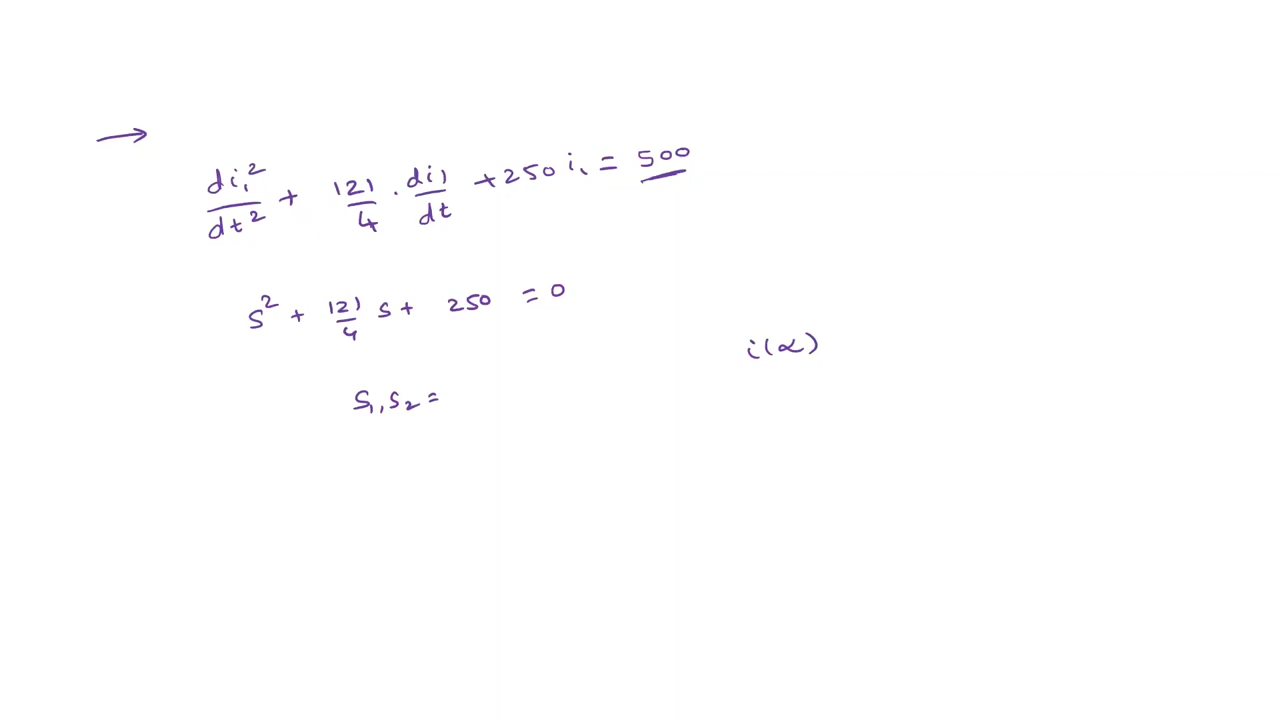 →
di₁²/dt² + 121/4 · di₁/dt + 250 i₁ = 500
s² + 121/4 s + 250 = 0
i(∝)
S₁, S₂ =